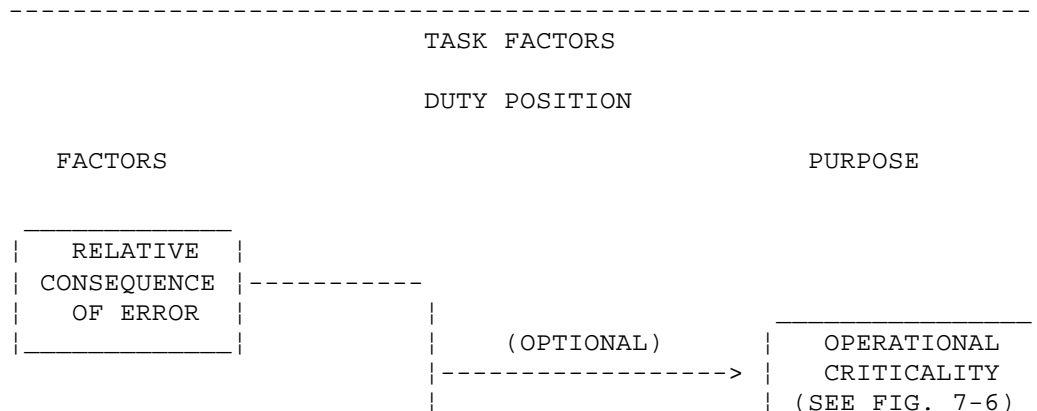 TASK FACTORS
DUTY POSITION
FACTORS PURPOSE
RELATIVE
CONSEQUENCE
OF ERROR
(OPTIONAL)
OPERATIONAL
CRITICALITY
(SEE FIG. 7-6)